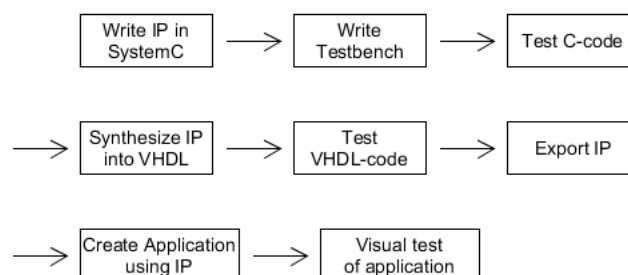 Write IP in
SystemC
Write
Testbench
Test C-code
Synthesize IP
into VHDL
Test
VHDL-code
Export IP
Create Application
using IP
Visual test
of application